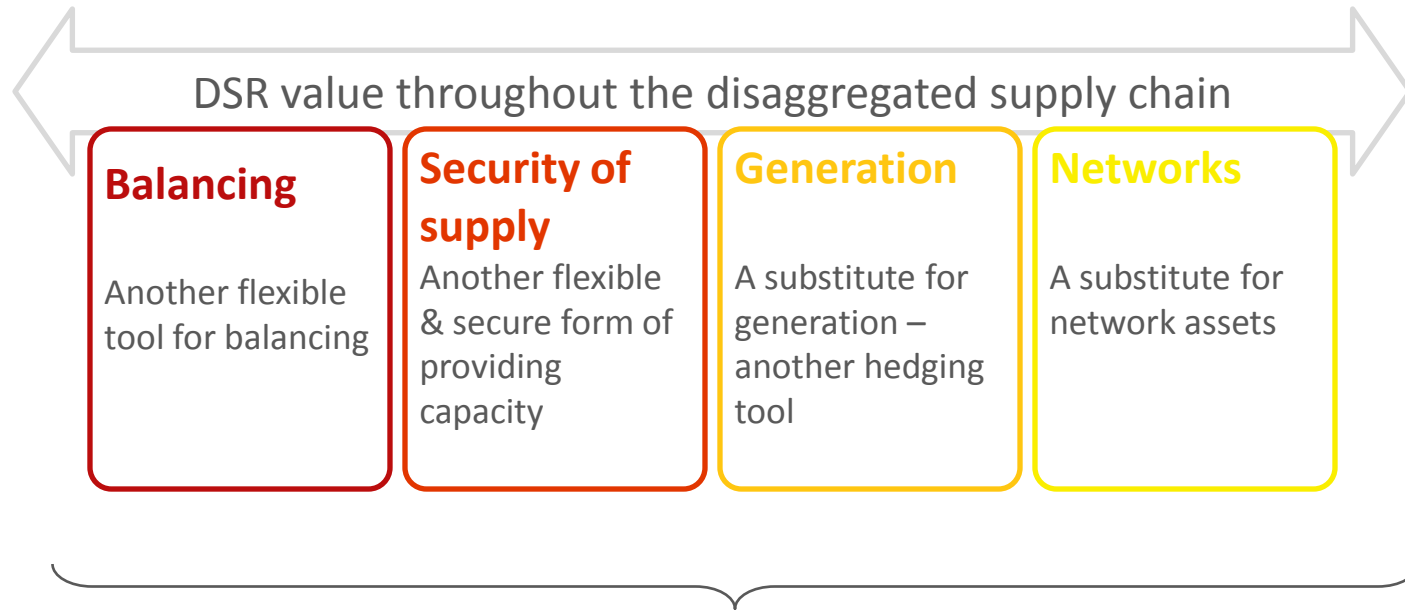 DSR value throughout the disaggregated supply chain
Balancing
Another flexible
tool for balancing
Security of
supply
Another flexible
& secure form of
providing
capacity
Generation
A substitute for
generation –
another hedging
tool
Networks
A substitute for
network assets